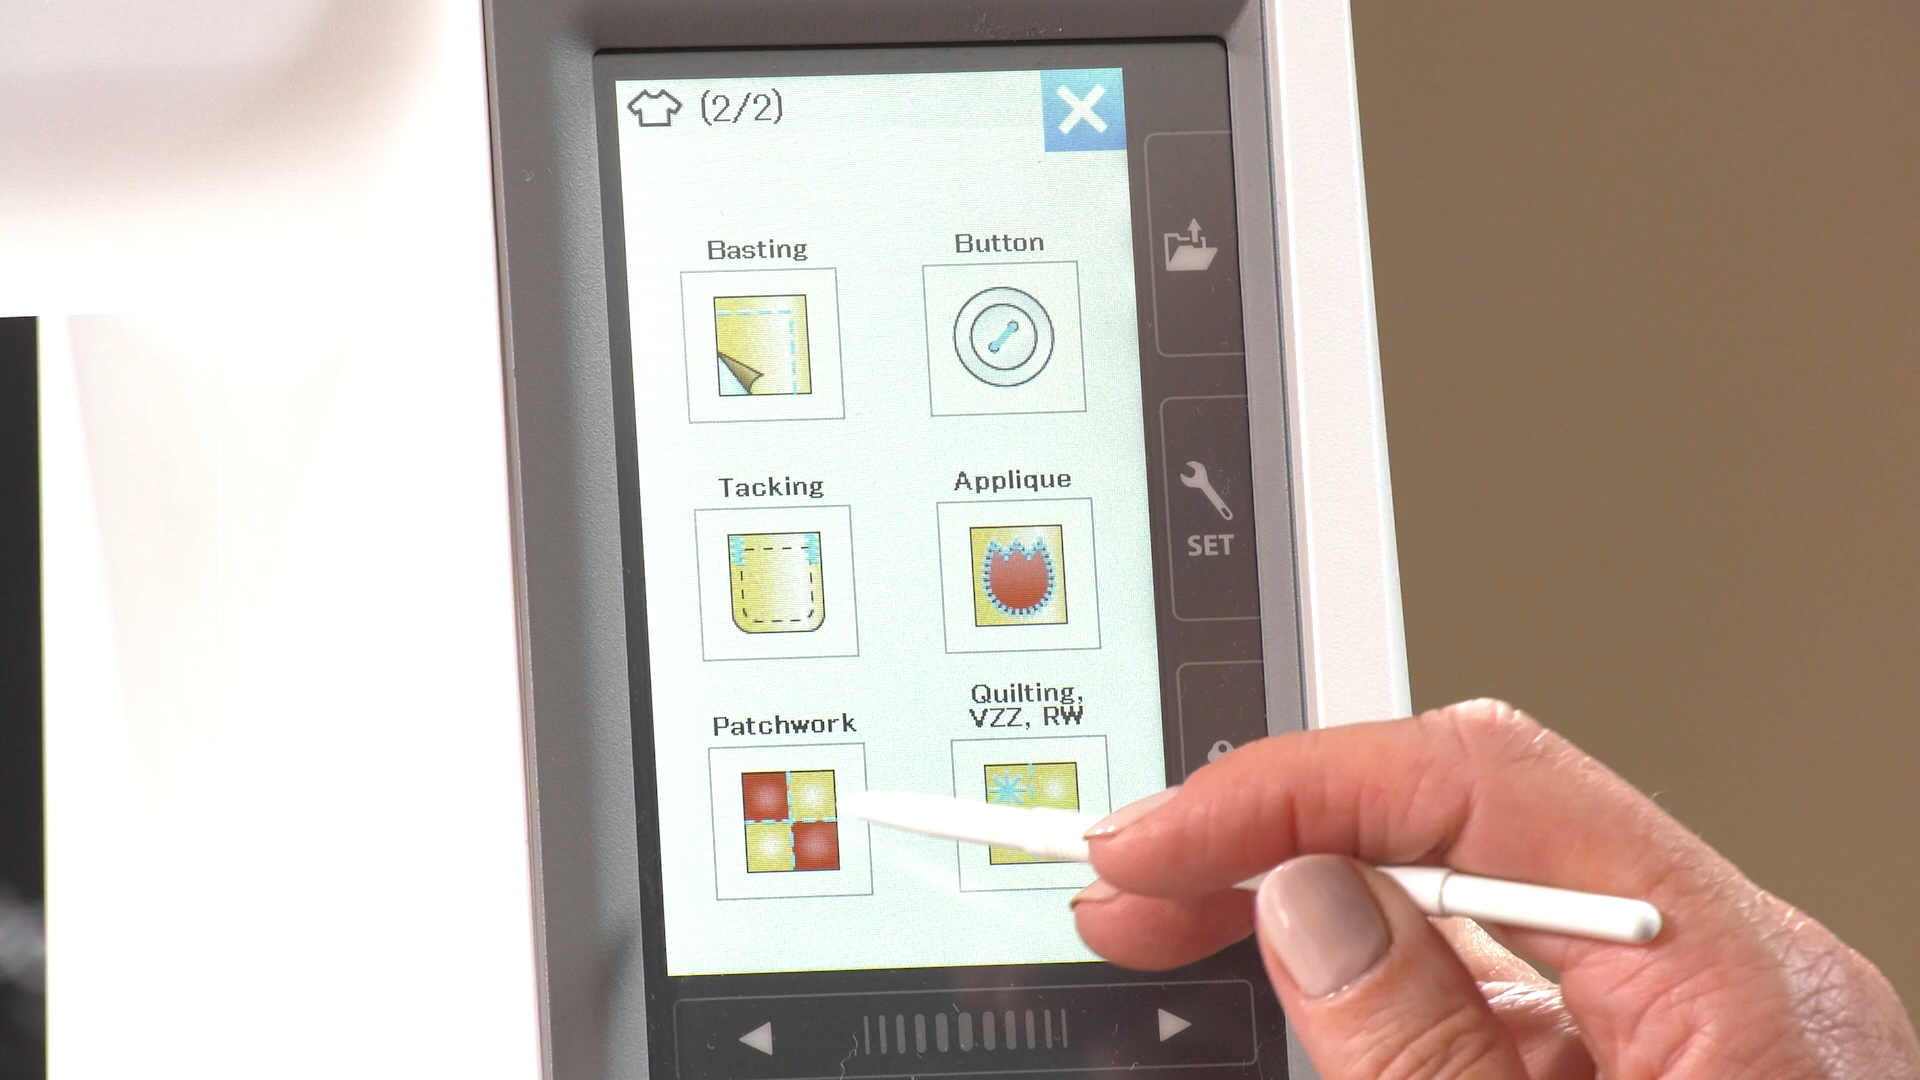 (2/2)
Basting
Button
Tacking
Applique
SET
Patchwork
Quilting,
VZZ, RW